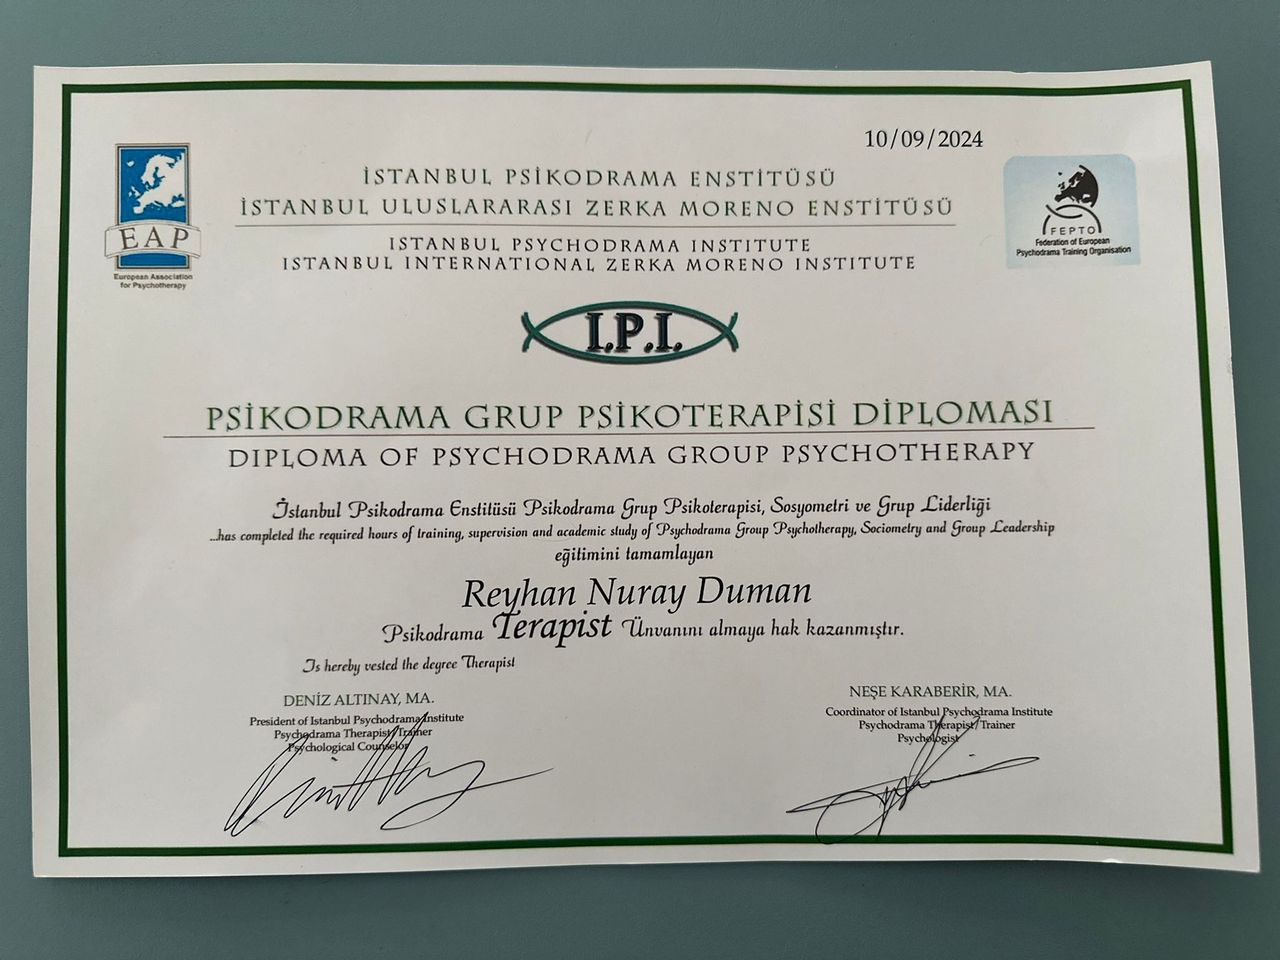 10/09/2024
İSTANBUL PSİKODRAMA ENSTİTÜSÜ
İSTANBUL ULUSLARARASI ZERKA MORENO ENSTİTÜSÜ
ISTANBUL PSYCHODRAMA INSTITUTE
ISTANBUL INTERNATIONAL ZERKA MORENO INSTITUTE
EAP
European Association
for Psychotherapy
FEPTO
Federation of European
Psychodrama Training Organisation
I.P.I.
PSİKODRAMA GRUP PSİKOTERAPİSİ DİPLOMASI
DIPLOMA OF PSYCHODRAMA GROUP PSYCHOTHERAPY
İstanbul Psikodrama Enstitüsü Psikodrama Grup Psikoterapisi, Sosyometri ve Grup Liderliği
...has completed the required hours of training, supervision and academic study of Psychodrama Group Psychotherapy, Sociometry and Group Leadership
eğitimini tamamlayan
Reyhan Nuray Duman
Psikodrama Terapist Ünvanını almaya hak kazanmıştır.
Is hereby vested the degree Therapist
DENİZ ALTINAY, MA.
President of Istanbul Psychodrama Institute
Psychodrama Therapist/Trainer
Psychological Counselor
NEŞE KARABERİR, MA.
Coordinator of Istanbul Psychodrama Institute
Psychodrama Therapist/Trainer
Psychologist